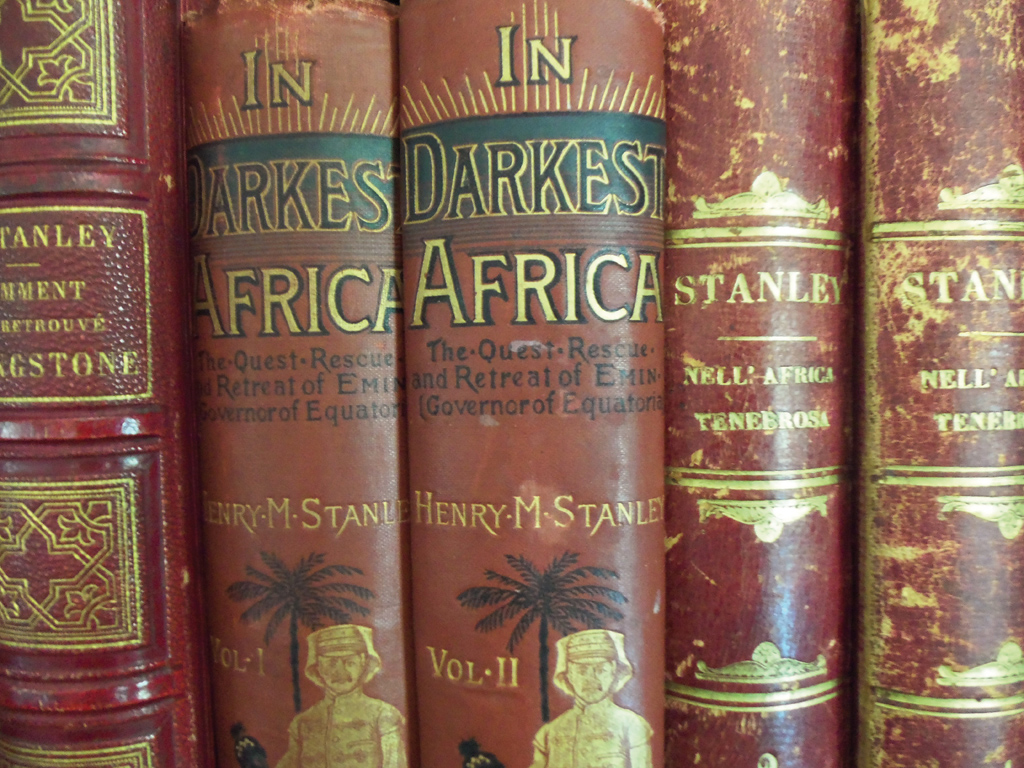 TANLEY
MMENT
RETROUVÉ
GSTONE
IN
DARKEST
AFRICA
The · Quest · Rescue ·
and Retreat of EMIN
Governor of Equator
HENRY · M · STANLE
VOL · I
IN
DARKEST
AFRICA
The · Quest · Rescue ·
and Retreat of EMIN ·
(Governor of Equatoria
HENRY · M · STANLEY
VOL · II
STANLEY
NELL' AFRICA
TENEBROSA
STAN
NELL' A
TENEB